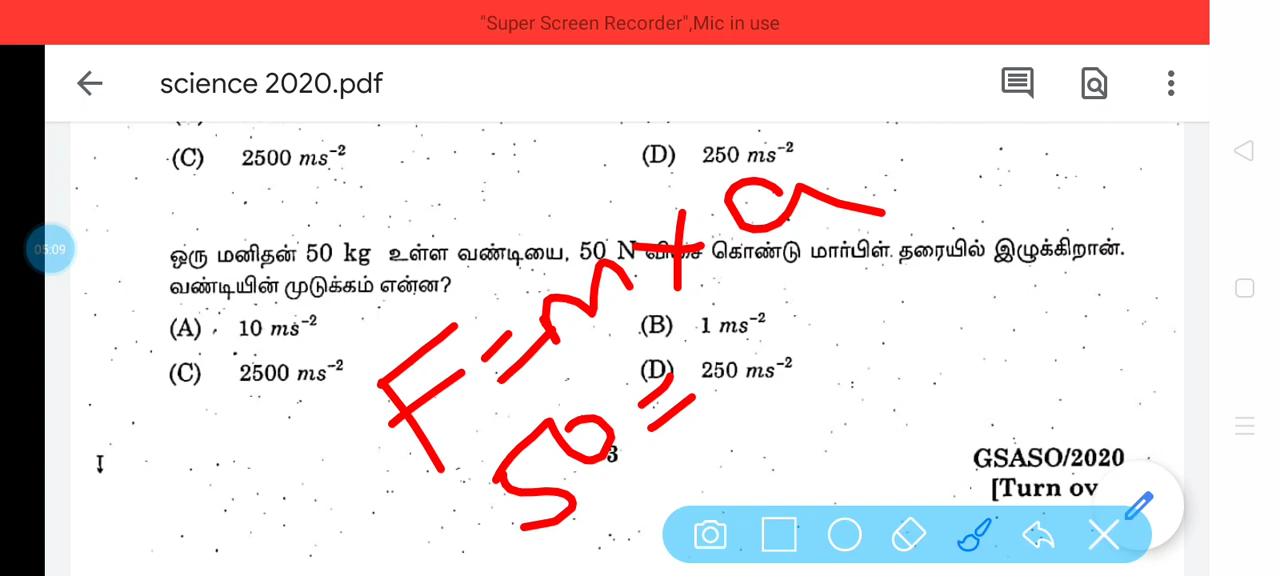 "Super Screen Recorder",Mic in use
science 2020.pdf
(C) 2500 ms⁻²
(D) 250 ms⁻²
05:09
ஒரு மனிதன் 50 kg உள்ள வண்டியை, 50 N கொண்டு மார்பிள் தரையில் இழுக்கிறான்.
வண்டியின் முடுக்கம் என்ன?
(A) 10 ms⁻²
(B) 1 ms⁻²
(C) 2500 ms⁻²
(D) 250 ms⁻²
F = m × a
50 =
3
I
GSASO/2020
[Turn ov